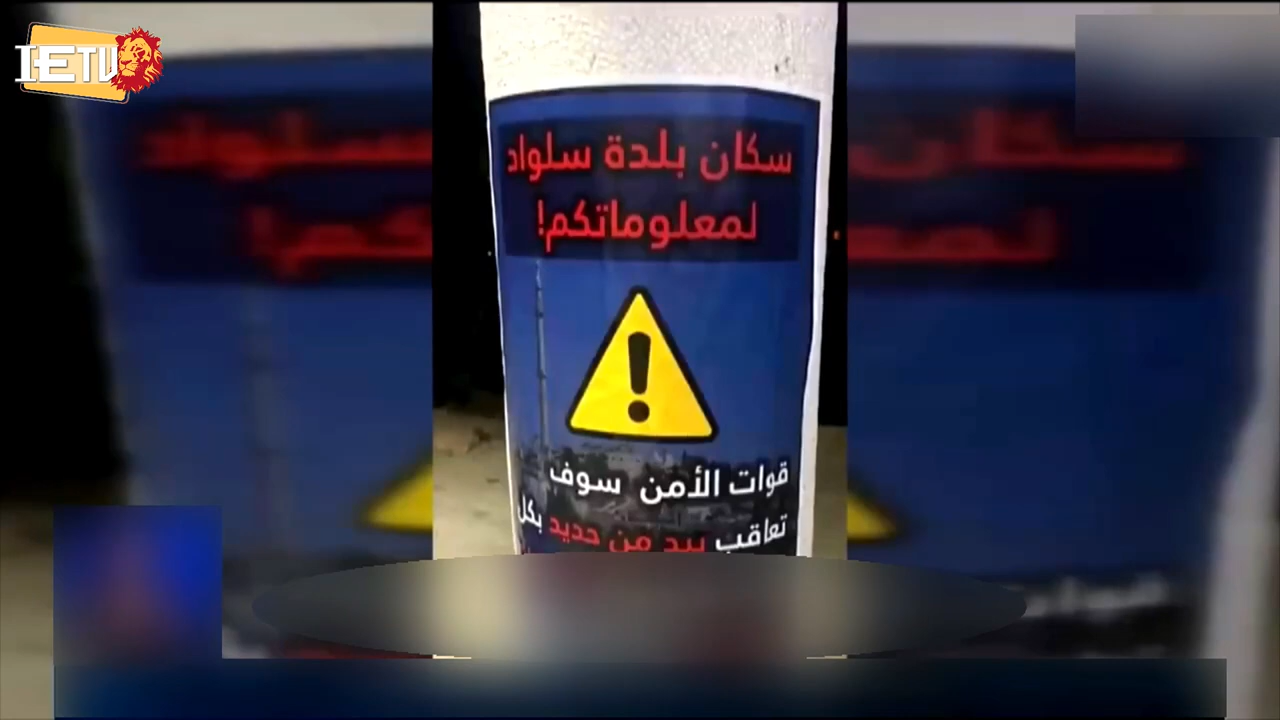 IETV
سكان بلدة سلواد
لمعلوماتكم!
قوات الأمن سوف
تعاقب بيد من حديد بكل